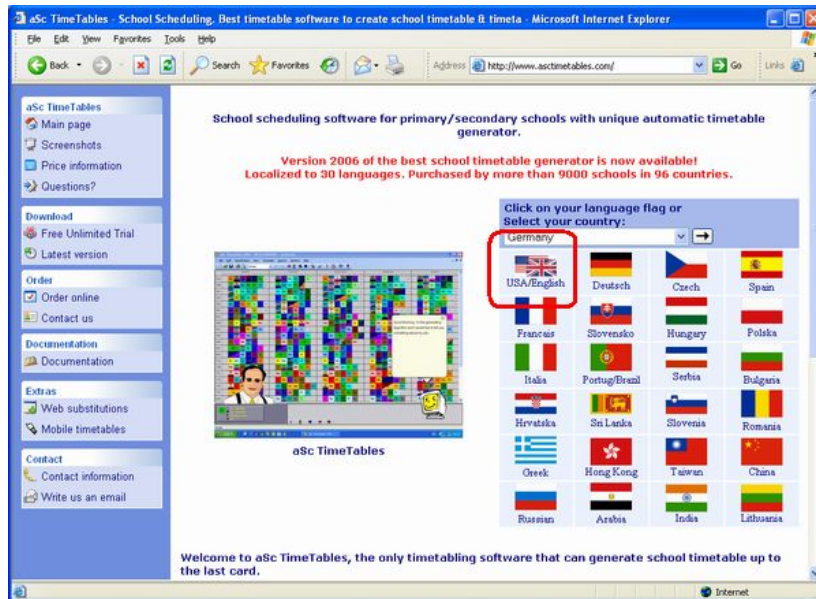 aSc TimeTables - School Scheduling. Best timetable software to create school timetable & timeta - Microsoft Internet Explorer
File Edit View Favorites Tools Help
Back Search Favorites Address http://www.asctimetables.com/ Go Links
aSc TimeTables
Main page
Screenshots
Price information
Questions?
Download
Free Unlimited Trial
Latest version
Order
Order online
Contact us
Documentation
Documentation
Extras
Web substitutions
Mobile timetables
Contact
Contact information
Write us an email
School scheduling software for primary/secondary schools with unique automatic timetable
generator.
Version 2006 of the best school timetable generator is now available!
Localized to 30 languages. Purchased by more than 9000 schools in 96 countries.
aSc TimeTables
Click on your language flag or
Select your country:
Germany
USA/English Deutsch Czech Spain
Francais Slovensko Hungary Polska
Italia Portug/Brazil Serbia Bulgaria
Hrvatska Sri Lanka Slovenia Romania
Greek Hong Kong Taiwan China
Russian Arabia India Lithuania
Welcome to aSc TimeTables, the only timetabling software that can generate school timetable up to
the last card.
Internet